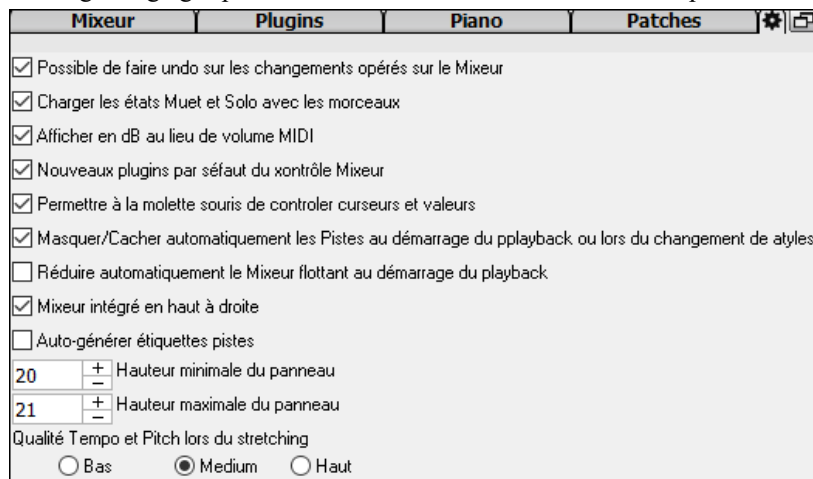 Mixeur Plugins Piano Patches
Possible de faire undo sur les changements opérés sur le Mixeur
Charger les états Muet et Solo avec les morceaux
Afficher en dB au lieu de volume MIDI
Nouveaux plugins par séfaut du xontrôle Mixeur
Permettre à la molette souris de controler curseurs et valeurs
Masquer/Cacher automatiquement les Pistes au démarrage du pplayback ou lors du changement de atyles
Réduire automatiquement le Mixeur flottant au démarrage du playback
Mixeur intégré en haut à droite
Auto-générer étiquettes pistes
20 + - Hauteur minimale du panneau
21 + - Hauteur maximale du panneau
Qualité Tempo et Pitch lors du stretching
Bas Medium Haut